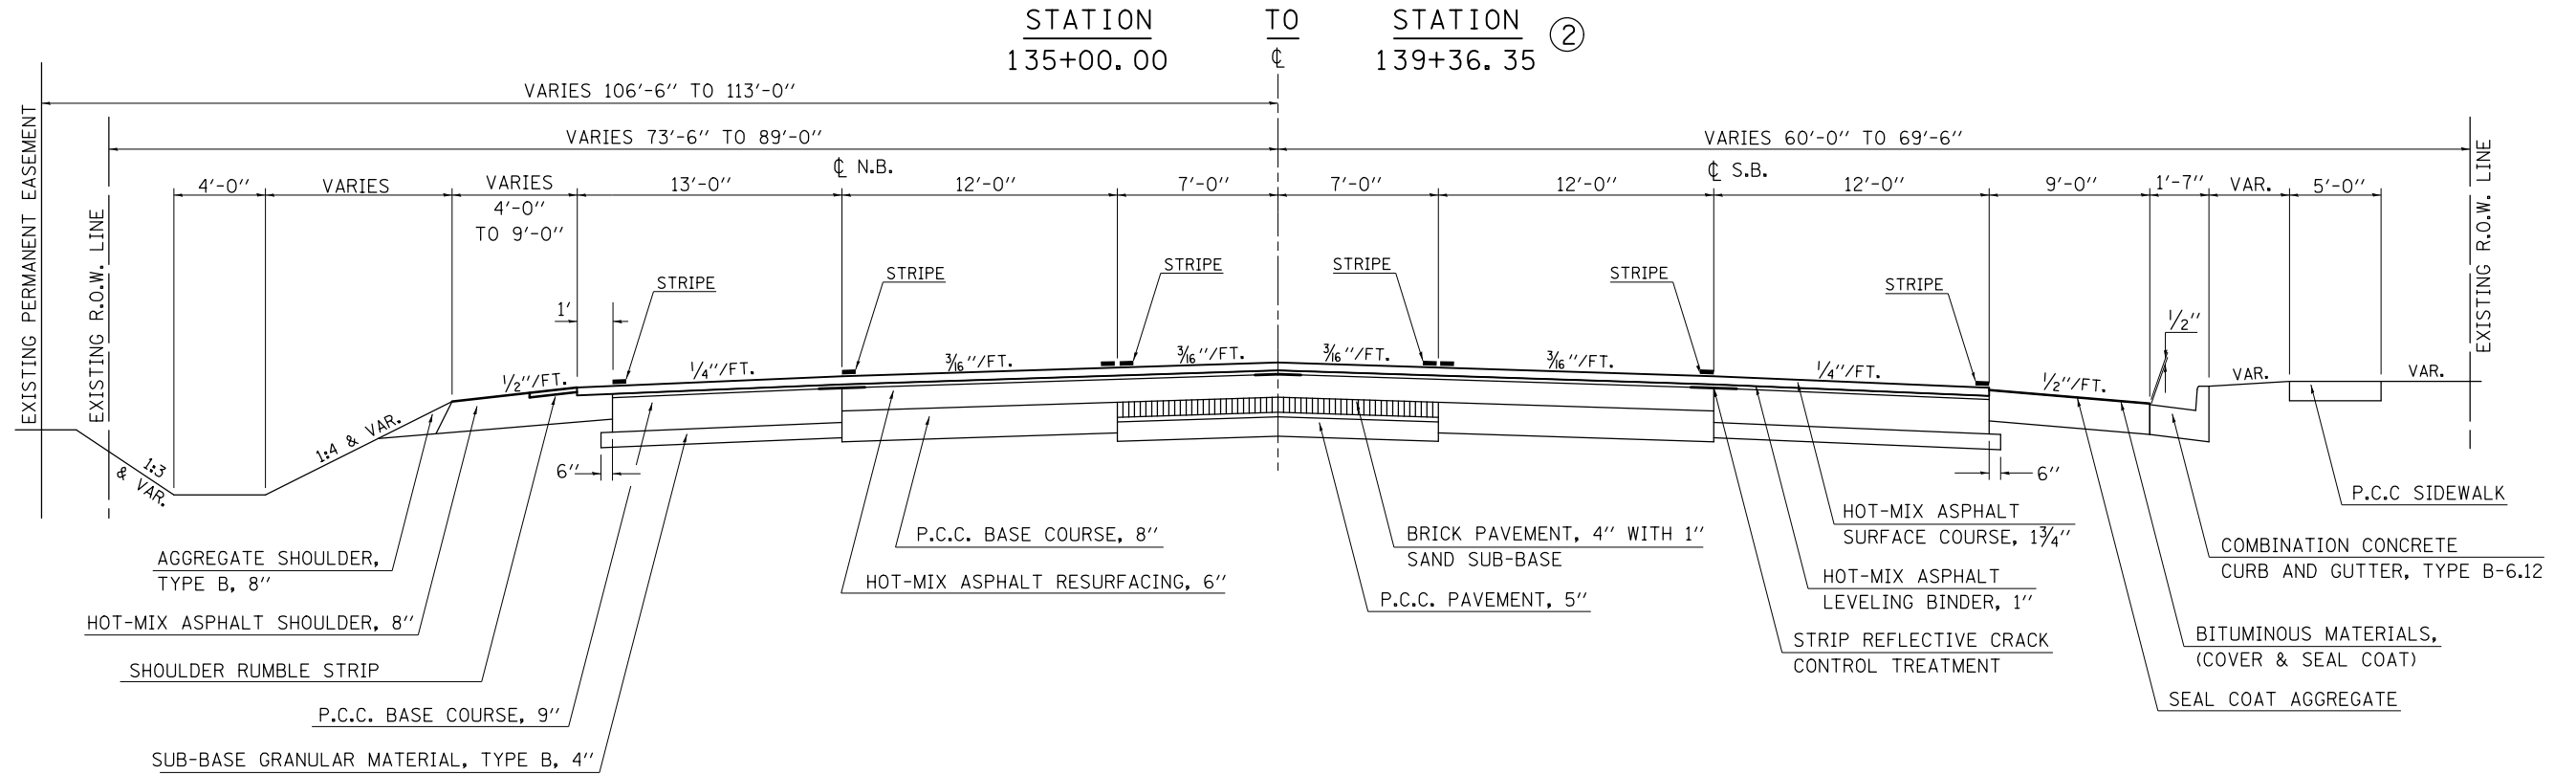 STATION TO STATION ②
135+00.00 ℄ 139+36.35
VARIES 106'-6" TO 113'-0"
VARIES 73'-6" TO 89'-0"
VARIES 60'-0" TO 69'-6"
℄ N.B.
℄ S.B.
4'-0"
VARIES
VARIES
4'-0"
TO 9'-0"
13'-0"
12'-0"
7'-0"
7'-0"
12'-0"
12'-0"
9'-0"
1'-7"
VAR.
5'-0"
EXISTING PERMANENT EASEMENT
EXISTING R.O.W. LINE
EXISTING R.O.W. LINE
STRIPE
STRIPE
STRIPE
STRIPE
STRIPE
STRIPE
1'
1/2"
1/2"/FT.
1/4"/FT.
3/16"/FT.
3/16"/FT.
3/16"/FT.
3/16"/FT.
1/4"/FT.
1/2"/FT.
VAR.
VAR.
1:3
& VAR.
1:4 & VAR.
6"
6"
AGGREGATE SHOULDER,
TYPE B, 8"
HOT-MIX ASPHALT SHOULDER, 8"
SHOULDER RUMBLE STRIP
P.C.C. BASE COURSE, 9"
SUB-BASE GRANULAR MATERIAL, TYPE B, 4"
P.C.C. BASE COURSE, 8"
HOT-MIX ASPHALT RESURFACING, 6"
BRICK PAVEMENT, 4" WITH 1"
SAND SUB-BASE
P.C.C. PAVEMENT, 5"
HOT-MIX ASPHALT
SURFACE COURSE, 1 3/4"
HOT-MIX ASPHALT
LEVELING BINDER, 1"
STRIP REFLECTIVE CRACK
CONTROL TREATMENT
P.C.C SIDEWALK
COMBINATION CONCRETE
CURB AND GUTTER, TYPE B-6.12
BITUMINOUS MATERIALS,
(COVER & SEAL COAT)
SEAL COAT AGGREGATE